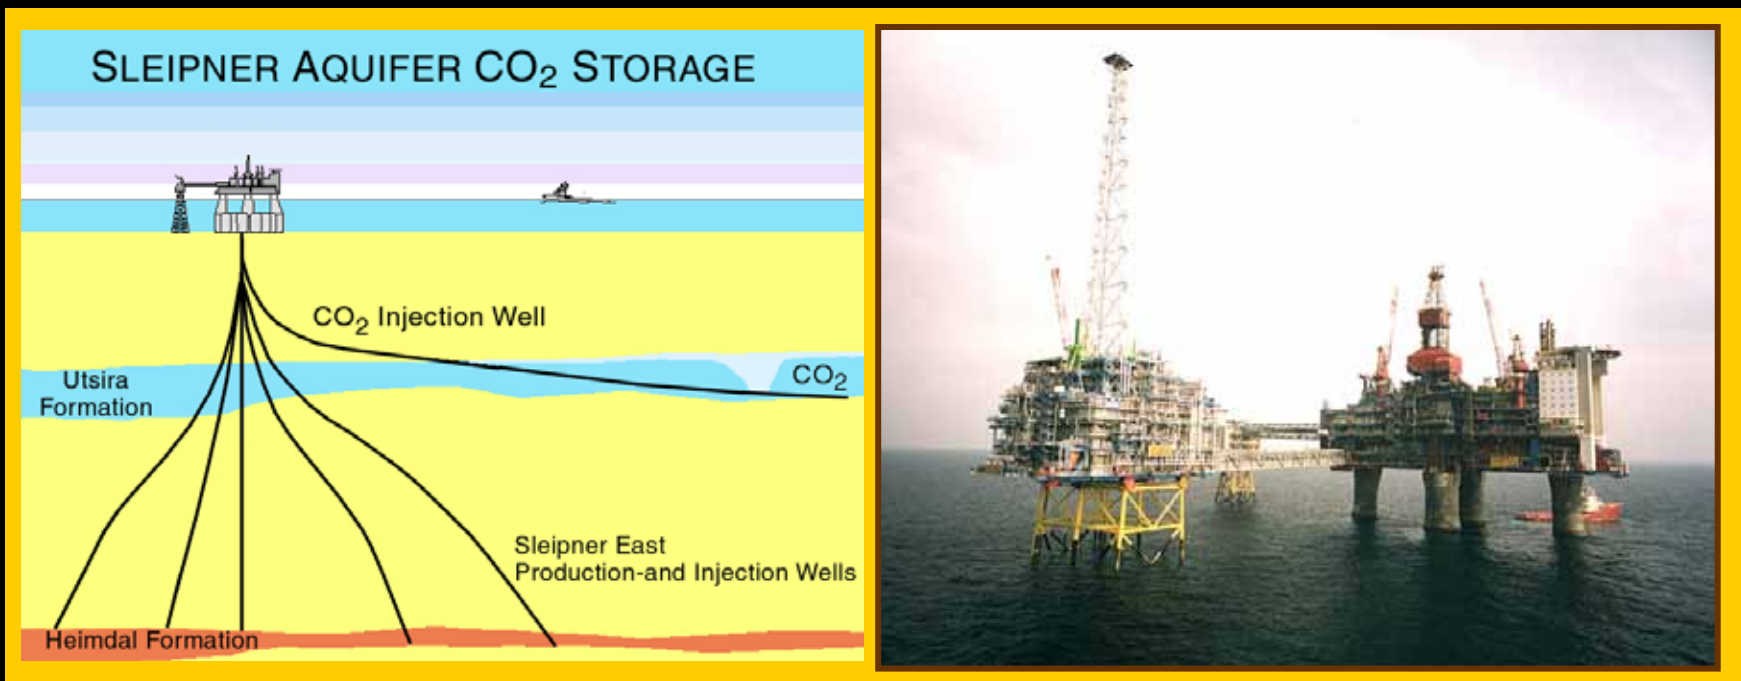 SLEIPNER AQUIFER CO2 STORAGE
CO2 Injection Well
Utsira
Formation
CO2
Sleipner East
Production-and Injection Wells
Heimdal Formation